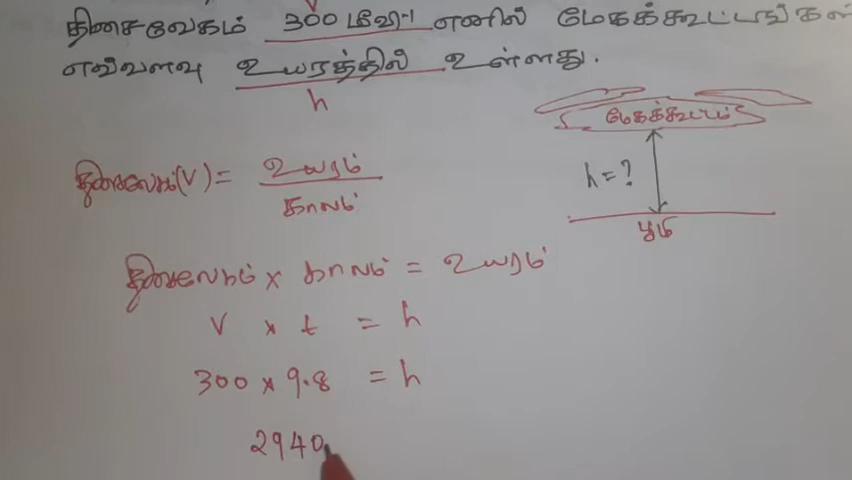 திசைவேகம் 300 மீவி-1 எனில் மேகக்கூட்டங்கள்
எவ்வளவு உயரத்தில் உள்ளது.
h
மேகக்கூட்டம்
h = ?
பூமி
திசைவேகம்(V) = உயரம் / காலம்
திசைவேகம் x காலம் = உயரம்
V x t = h
300 x 9.8 = h
2940